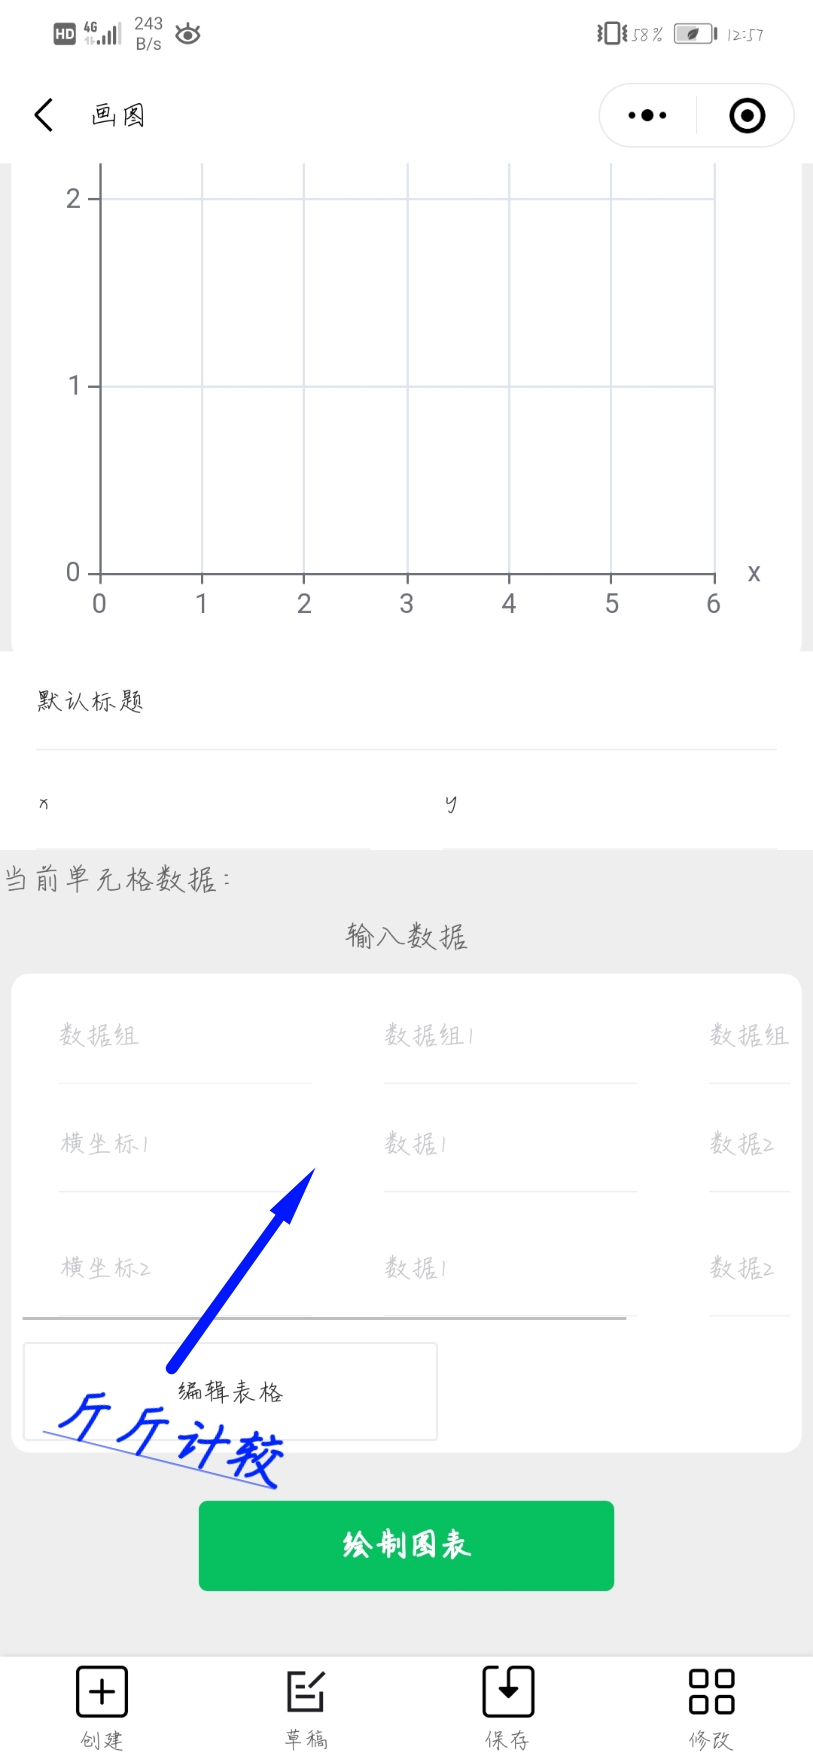 HD 4G 243 B/s 58% 12:57
画图
2
1
0
x
0 1 2 3 4 5 6
默认标题
x y
当前单元格数据:
输入数据
数据组 数据组1 数据组
横坐标1 数据1 数据2
横坐标2 数据1 数据2
编辑表格
斤斤计较
绘制图表
创建 草稿 保存 修改